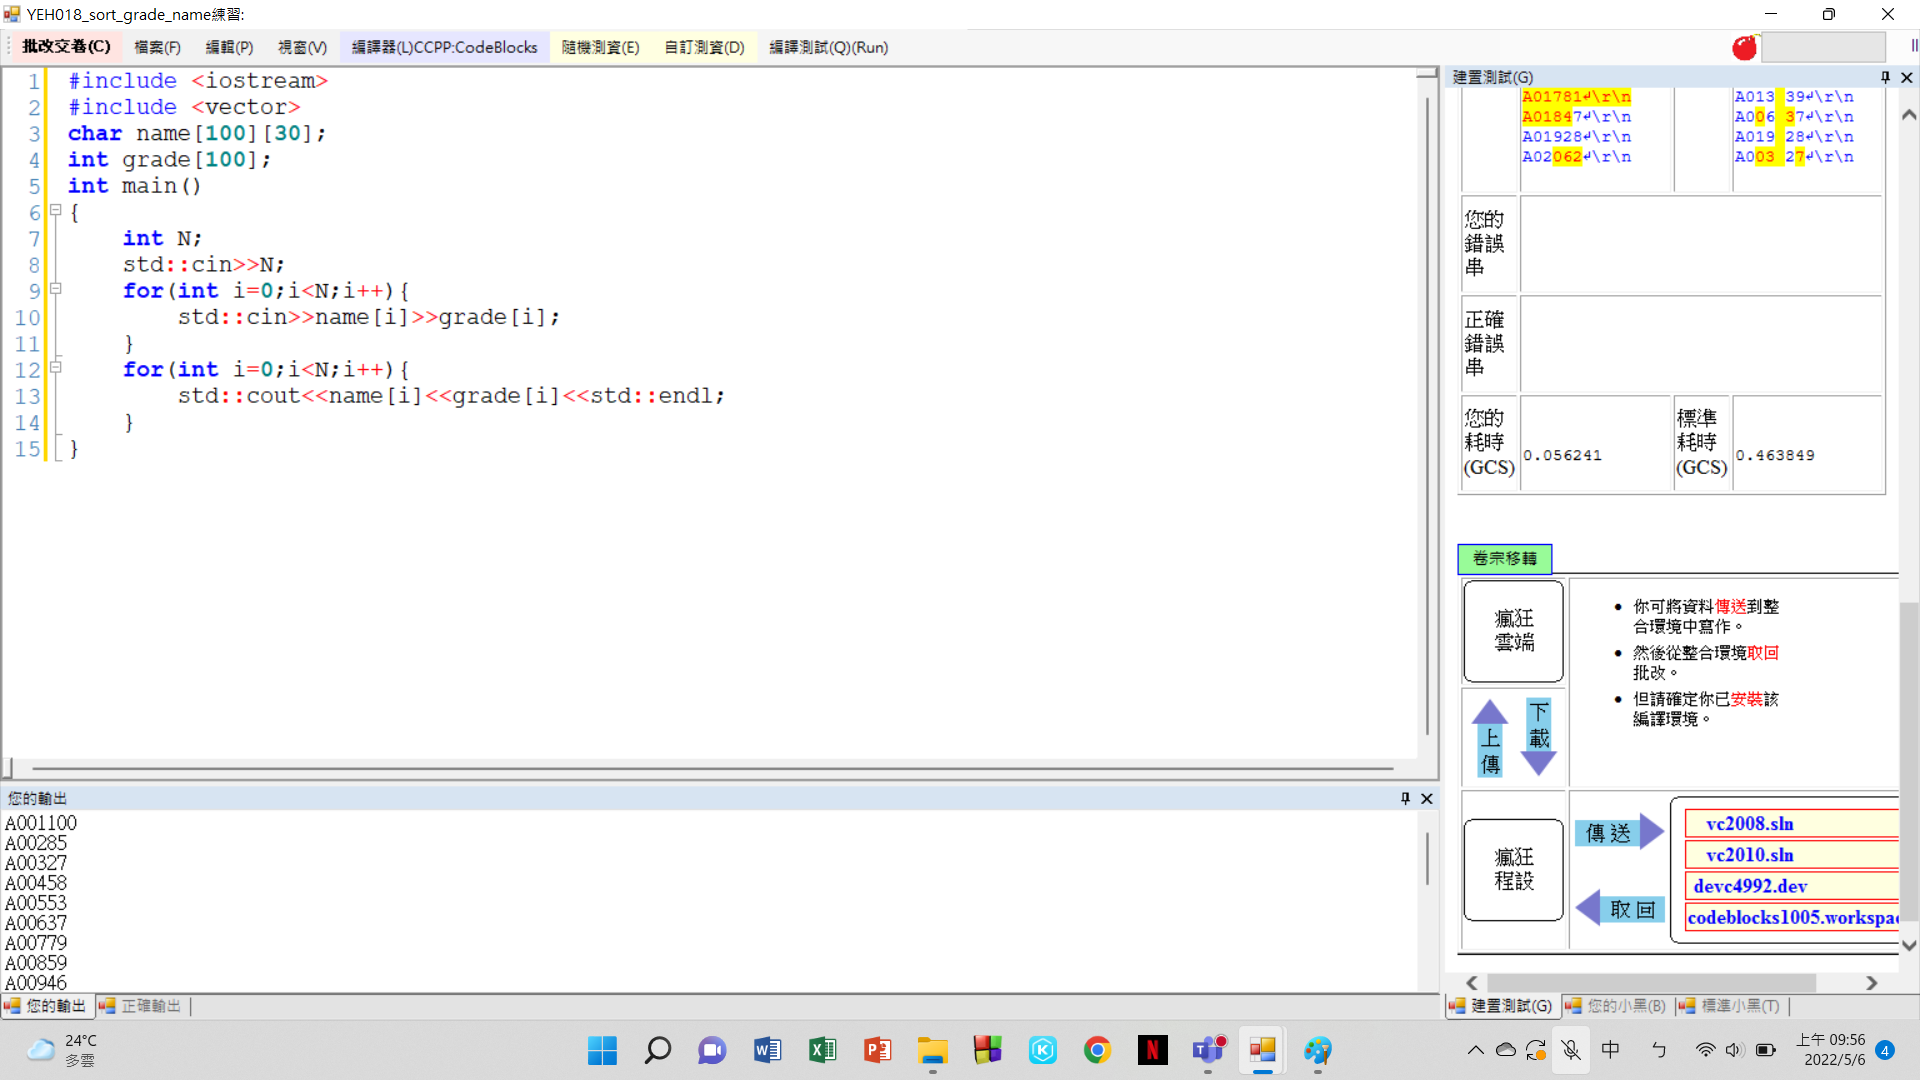 YEH018_sort_grade_name練習:
批改交卷(C) 檔案(F) 編輯(P) 視窗(V) 編譯器(L)CCPP:CodeBlocks 隨機測資(E) 自訂測資(D) 編譯測試(Q)(Run)
1 #include <iostream>
2 #include <vector>
3 char name[100][30];
4 int grade[100];
5 int main()
6 {
7 int N;
8 std::cin>>N;
9 for(int i=0;i<N;i++){
10 std::cin>>name[i]>>grade[i];
11 }
12 for(int i=0;i<N;i++){
13 std::cout<<name[i]<<grade[i]<<std::endl;
14 }
15 }
您的輸出
A001100
A00285
A00327
A00458
A00553
A00637
A00779
A00859
A00946
您的輸出 正確輸出
建置測試(G)
A01781↵\r\n A013 39↵\r\n
A01847↵\r\n A006 37↵\r\n
A01928↵\r\n A019 28↵\r\n
A02062↵\r\n A003 27↵\r\n
您的
錯誤
串
正確
錯誤
串
您的
耗時
(GCS)
0.056241
標準
耗時
(GCS)
0.463849
卷宗移轉
瘋狂
雲端
你可將資料傳送到整
合環境中寫作。
然後從整合環境取回
批改。
但請確定你已安裝該
編譯環境。
上傳
下載
瘋狂
程設
傳送
取回
vc2008.sln
vc2010.sln
devc4992.dev
codeblocks1005.workspac
建置測試(G) 您的小黑(B) 標準小黑(T)
24°C
多雲
中 ㄅ
上午 09:56
2022/5/6
4